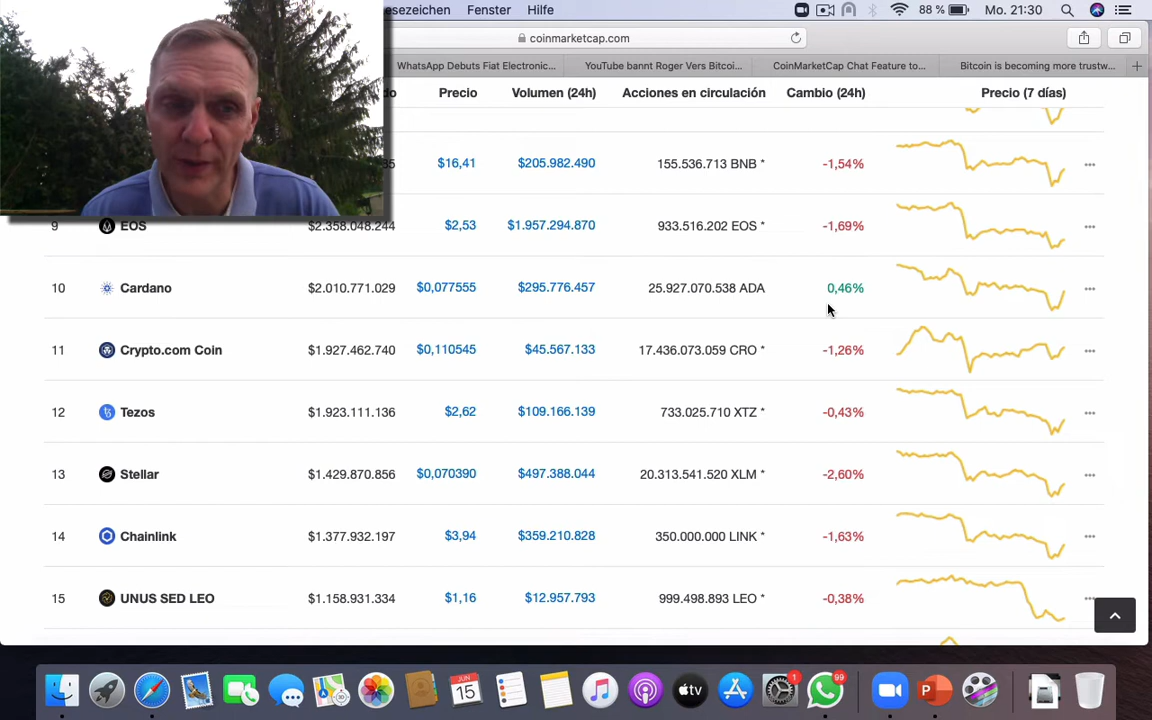 esezeichen Fenster Hilfe 88 % Mo. 21:30
coinmarketcap.com
WhatsApp Debuts Fiat Electronic... YouTube bannt Roger Vers Bitcoi... CoinMarketCap Chat Feature to... Bitcoin is becoming more trustw...
do Precio Volumen (24h) Acciones en circulación Cambio (24h) Precio (7 días)
$16,41 $205.982.490 155.536.713 BNB * -1,54%
9 EOS $2.358.048.244 $2,53 $1.957.294.870 933.516.202 EOS * -1,69%
10 Cardano $2.010.771.029 $0,077555 $295.776.457 25.927.070.538 ADA 0,46%
11 Crypto.com Coin $1.927.462.740 $0,110545 $45.567.133 17.436.073.059 CRO * -1,26%
12 Tezos $1.923.111.136 $2,62 $109.166.139 733.025.710 XTZ * -0,43%
13 Stellar $1.429.870.856 $0,070390 $497.388.044 20.313.541.520 XLM * -2,60%
14 Chainlink $1.377.932.197 $3,94 $359.210.828 350.000.000 LINK * -1,63%
15 UNUS SED LEO $1.158.931.334 $1,16 $12.957.793 999.498.893 LEO * -0,38%
JUN
15
tv
1
99